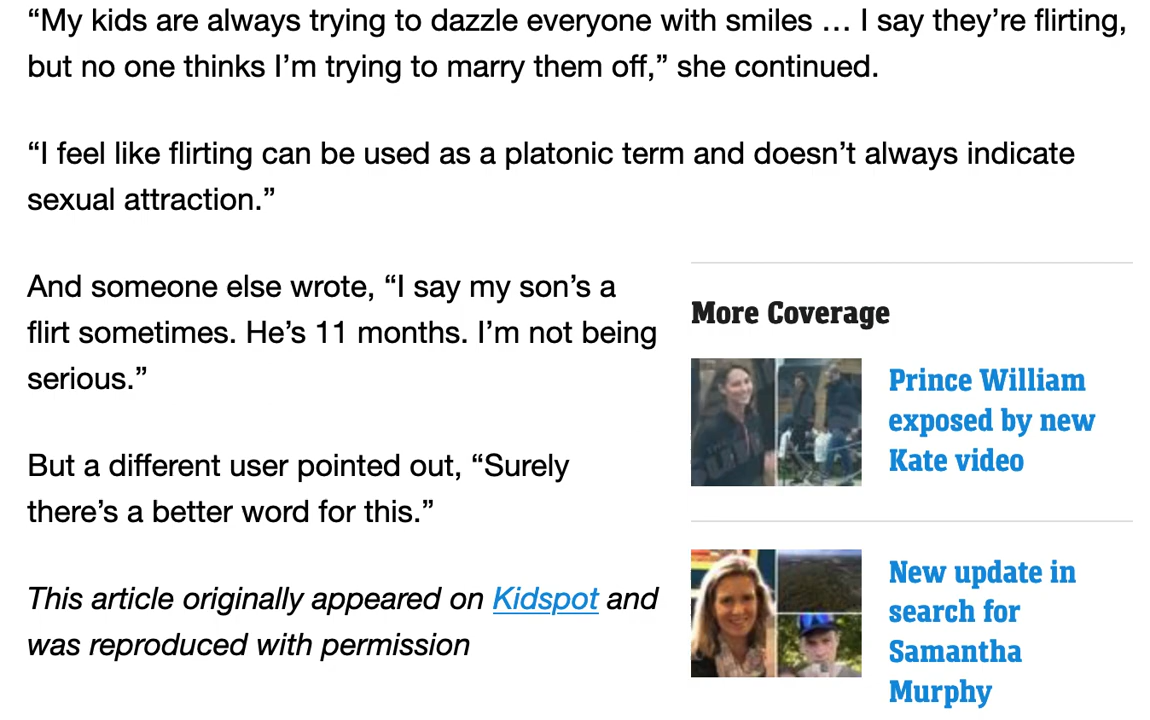 “My kids are always trying to dazzle everyone with smiles … I say they’re flirting,
but no one thinks I’m trying to marry them off,” she continued.
“I feel like flirting can be used as a platonic term and doesn’t always indicate
sexual attraction.”
And someone else wrote, “I say my son’s a
flirt sometimes. He’s 11 months. I’m not being
serious.”
But a different user pointed out, “Surely
there’s a better word for this.”
This article originally appeared on Kidspot and
was reproduced with permission
More Coverage
Prince William
exposed by new
Kate video
New update in
search for
Samantha
Murphy